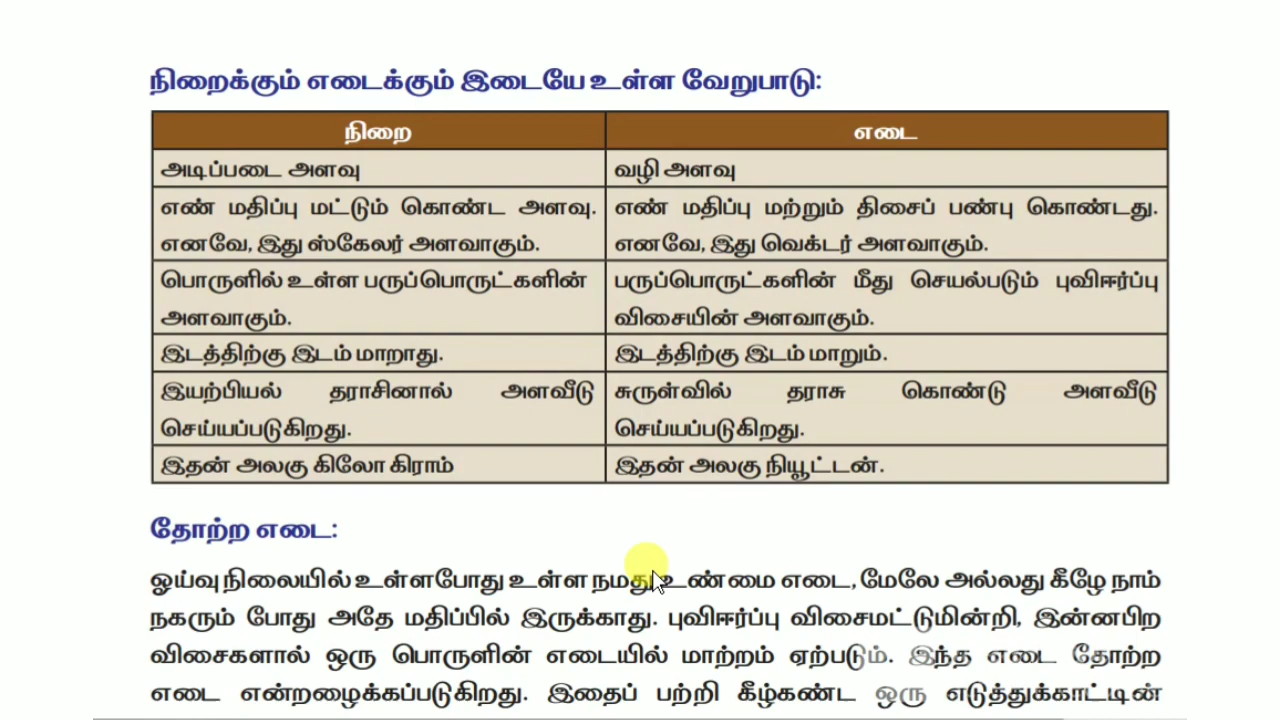 நிறைக்கும் எடைக்கும் இடையே உள்ள வேறுபாடு:
நிறை
எடை
அடிப்படை அளவு
வழி அளவு
எண் மதிப்பு மட்டும் கொண்ட அளவு.
எனவே, இது ஸ்கேலர் அளவாகும்.
எண் மதிப்பு மற்றும் திசைப் பண்பு கொண்டது.
எனவே, இது வெக்டர் அளவாகும்.
பொருளில் உள்ள பருப்பொருட்களின்
அளவாகும்.
பருப்பொருட்களின் மீது செயல்படும் புவிஈர்ப்பு
விசையின் அளவாகும்.
இடத்திற்கு இடம் மாறாது.
இடத்திற்கு இடம் மாறும்.
இயற்பியல் தராசினால் அளவீடு
செய்யப்படுகிறது.
சுருள்வில் தராசு கொண்டு அளவீடு
செய்யப்படுகிறது.
இதன் அலகு கிலோ கிராம்
இதன் அலகு நியூட்டன்.
தோற்ற எடை:
ஓய்வு நிலையில் உள்ளபோது உள்ள நமது உண்மை எடை, மேலே அல்லது கீழே நாம்
நகரும் போது அதே மதிப்பில் இருக்காது. புவிஈர்ப்பு விசைமட்டுமின்றி, இன்னபிற
விசைகளால் ஒரு பொருளின் எடையில் மாற்றம் ஏற்படும். இந்த எடை தோற்ற
எடை என்றழைக்கப்படுகிறது. இதைப் பற்றி கீழ்கண்ட ஒரு எடுத்துக்காட்டின்